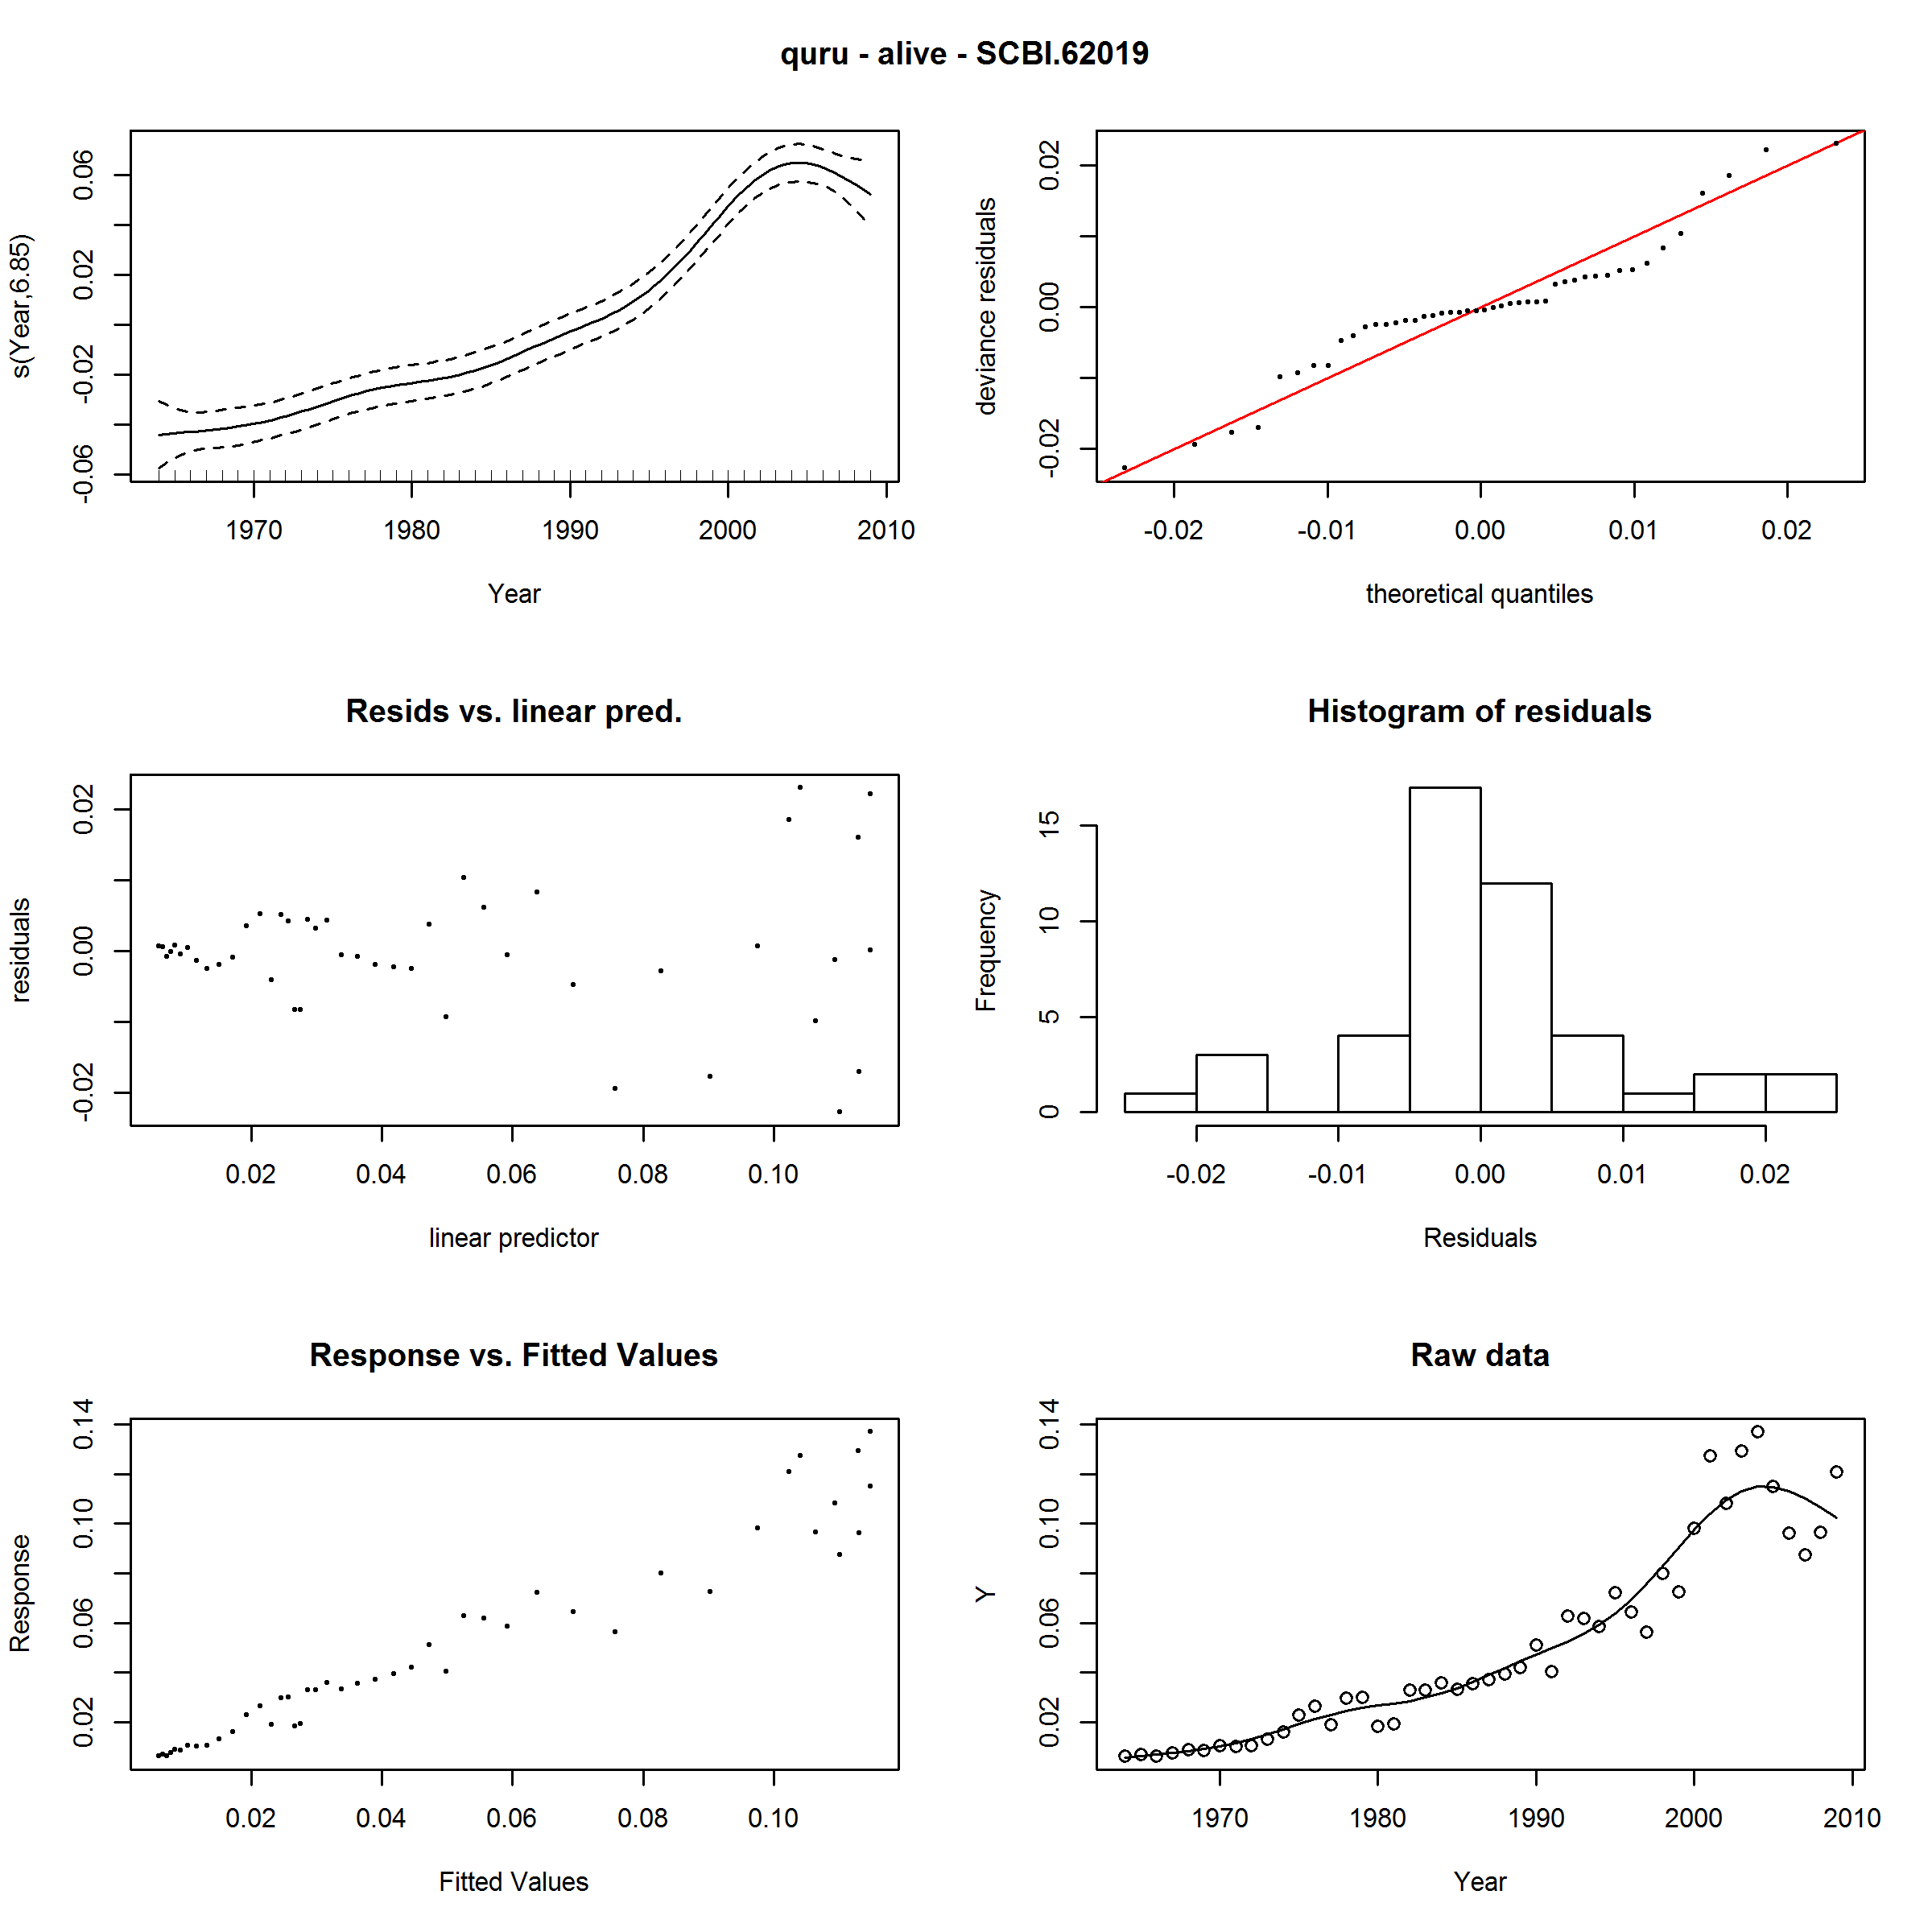 quru - alive - SCBI.62019
s(Year,6.85)
-0.06 -0.02 0.02 0.06
1970 1980 1990 2000 2010
Year
deviance residuals
-0.02 0.00 0.02
-0.02 -0.01 0.00 0.01 0.02
theoretical quantiles
Resids vs. linear pred.
residuals
-0.02 0.00 0.02
0.02 0.04 0.06 0.08 0.10
linear predictor
Histogram of residuals
Frequency
0 5 10 15
-0.02 -0.01 0.00 0.01 0.02
Residuals
Response vs. Fitted Values
Response
0.02 0.06 0.10 0.14
0.02 0.04 0.06 0.08 0.10
Fitted Values
Raw data
Y
0.02 0.06 0.10 0.14
1970 1980 1990 2000 2010
Year